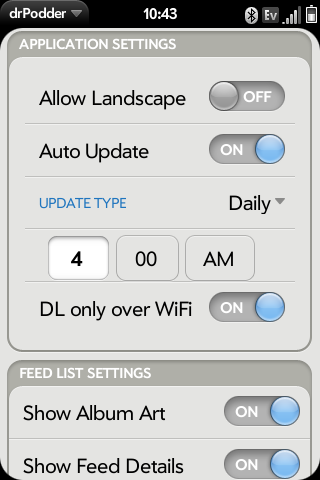 drPodder 10:43 Ev
APPLICATION SETTINGS
Allow Landscape OFF
Auto Update ON
UPDATE TYPE Daily
4 00 AM
DL only over WiFi ON
FEED LIST SETTINGS
Show Album Art ON
Show Feed Details ON